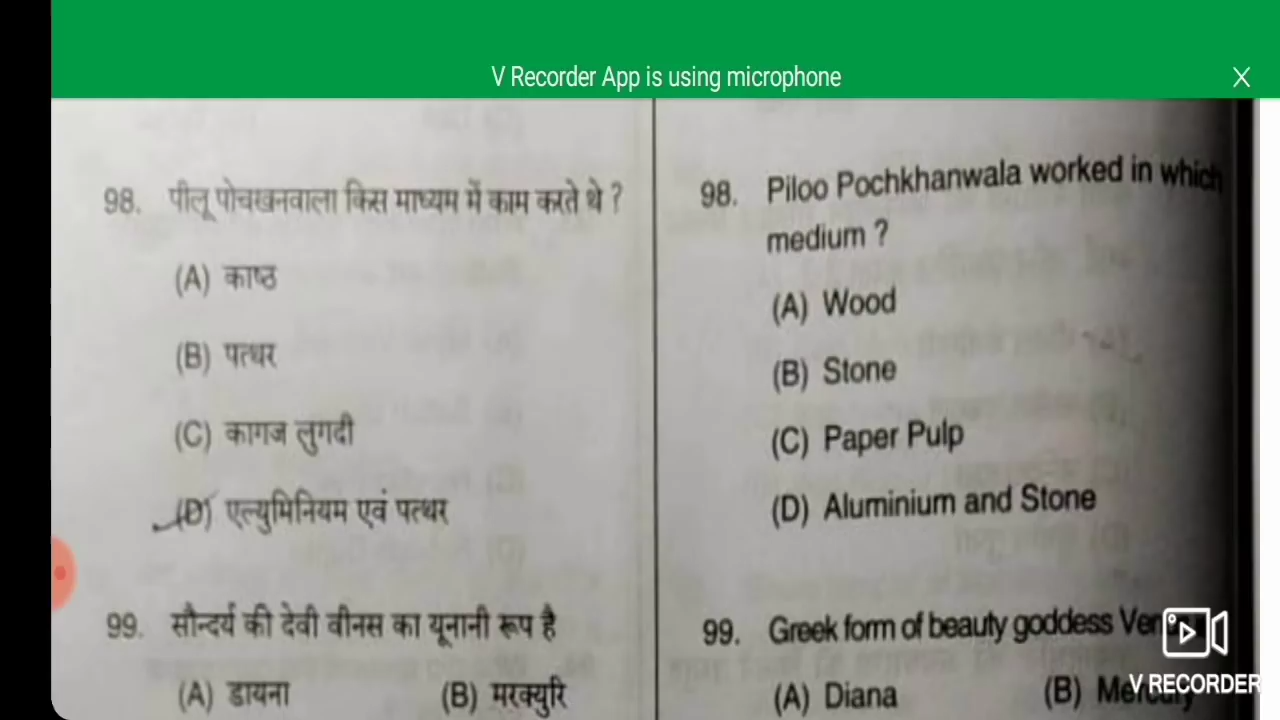 V Recorder App is using microphone
X
98. पीलू पोचखनवाला किस माध्यम में काम करते थे ?
(A) काष्ठ
(B) पत्थर
(C) कागज लुगदी
(D) एल्युमिनियम एवं पत्थर
99. सौन्दर्य की देवी वीनस का यूनानी रूप है
(A) डायना (B) मरक्युरि
98. Piloo Pochkhanwala worked in which
medium ?
(A) Wood
(B) Stone
(C) Paper Pulp
(D) Aluminium and Stone
99. Greek form of beauty goddess
(A) Diana (B) Mercury
V RECORDER